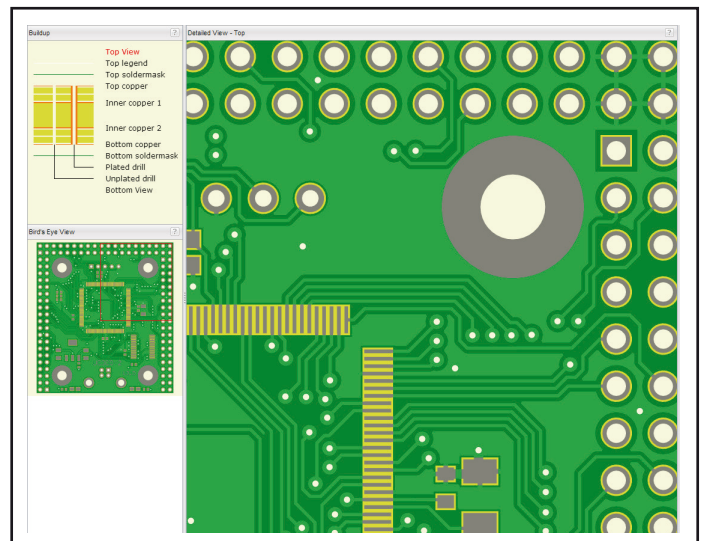 Buildup
?
Top View
Top legend
Top soldermask
Top copper
Inner copper 1
Inner copper 2
Bottom copper
Bottom soldermask
Plated drill
Unplated drill
Bottom View
Bird's Eye View
?
Detailed View - Top
?